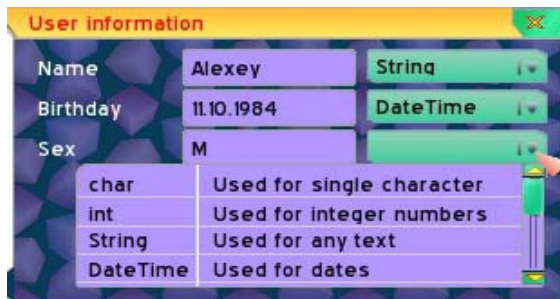 User information
Name Alexey String
Birthday 11.10.1984 DateTime
Sex M
char Used for single character
int Used for integer numbers
String Used for any text
DateTime Used for dates